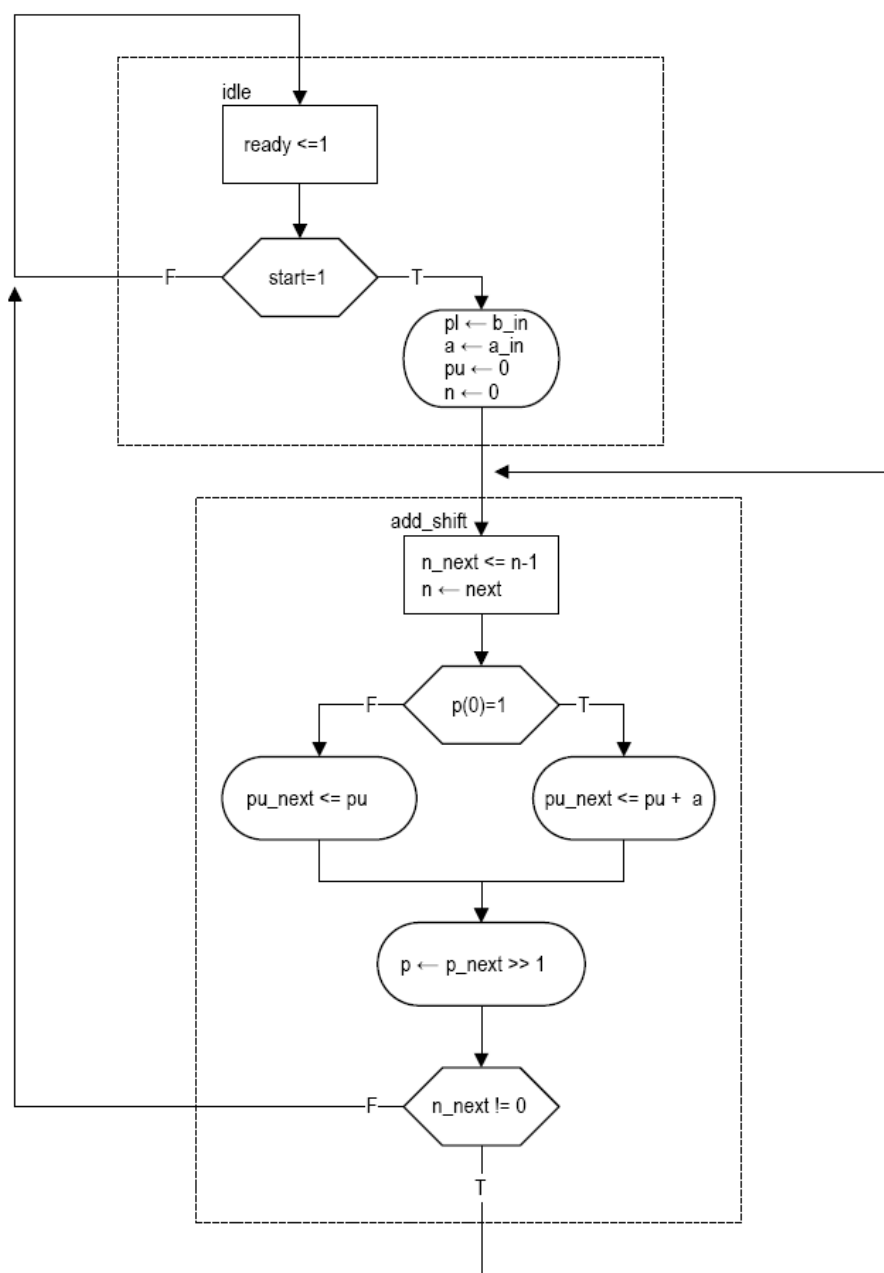 idle
ready <=1
start=1
F
T
pl ← b_in
a ← a_in
pu ← 0
n ← 0
add_shift
n_next <= n-1
n ← next
p(0)=1
F
T
pu_next <= pu
pu_next <= pu + a
p ← p_next >> 1
n_next != 0
F
T